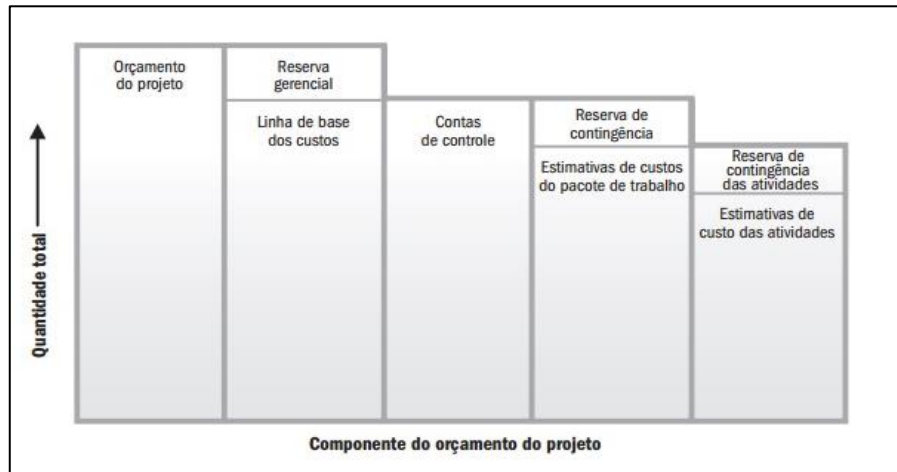 Orçamento
do projeto
Reserva
gerencial
Linha de base
dos custos
Contas
de controle
Reserva de
contingência
Estimativas de custos
do pacote de trabalho
Reserva de
contingência
das atividades
Estimativas de
custo das atividades
Quantidade total
Componente do orçamento do projeto